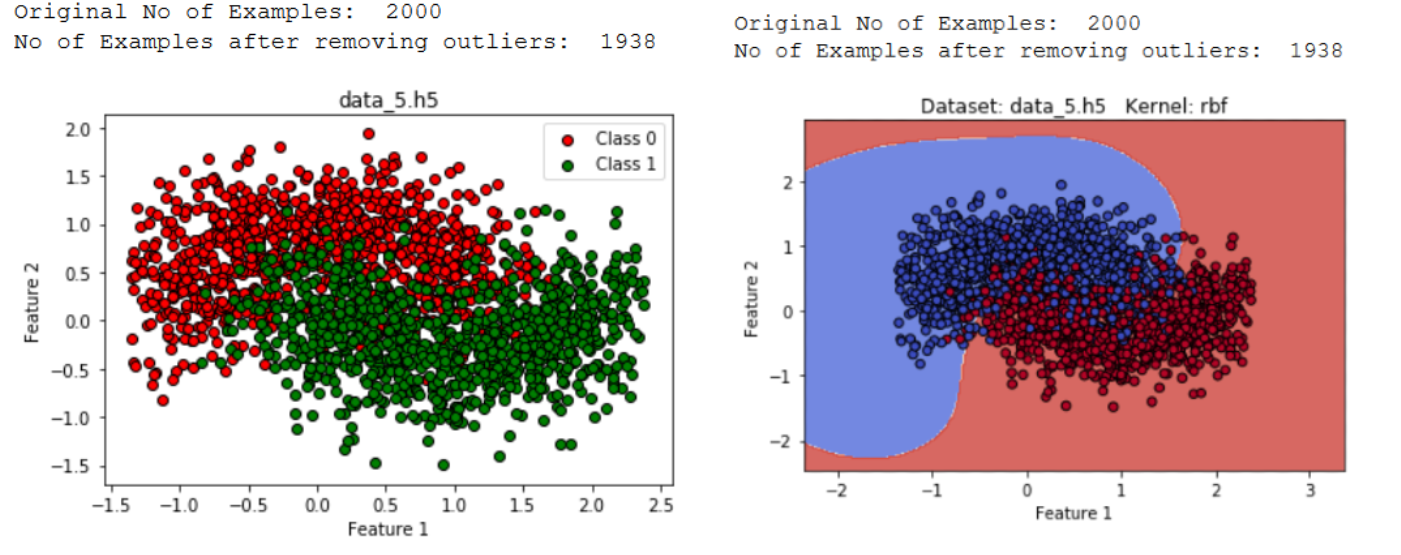 Original No of Examples:  2000
No of Examples after removing outliers:  1938
data_5.h5
Class 0
Class 1
2.0
1.5
1.0
0.5
0.0
−0.5
−1.0
−1.5
Feature 2
−1.5 −1.0 −0.5 0.0 0.5 1.0 1.5 2.0 2.5
Feature 1
Original No of Examples:  2000
No of Examples after removing outliers:  1938
Dataset: data_5.h5   Kernel: rbf
2
1
0
−1
−2
Feature 2
−2 −1 0 1 2 3
Feature 1